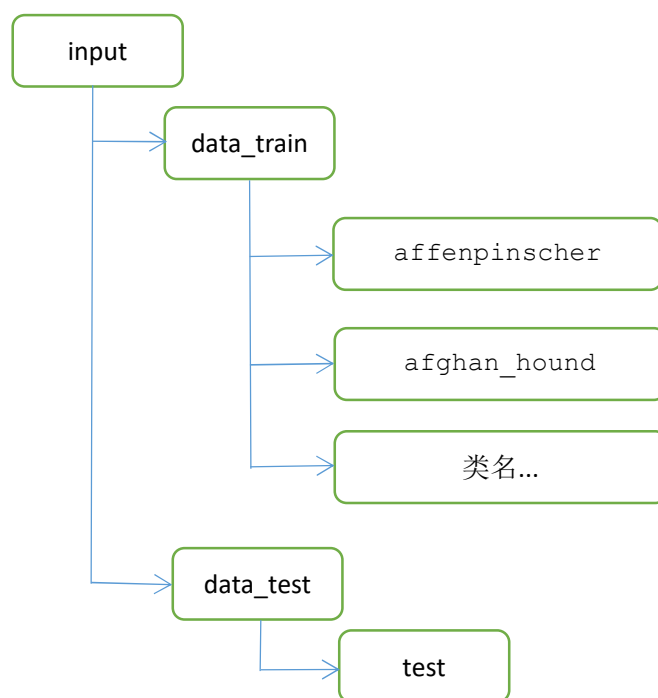 input
data_train
affenpinscher
afghan_hound
类名...
data_test
test